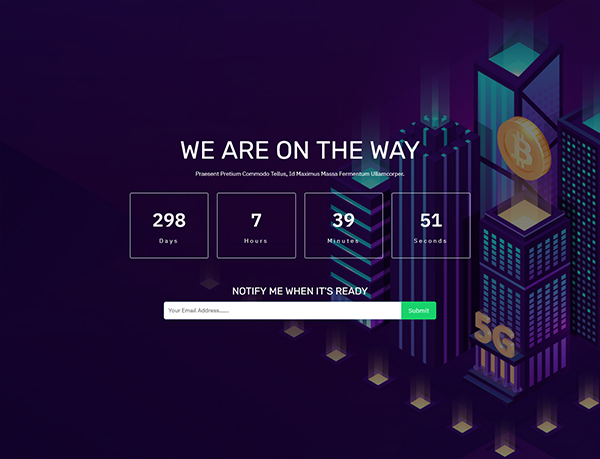 WE ARE ON THE WAY
Praesent Pretium Commodo Tellus, Id Maximus Massa Fermentum Ullamcorper.
298 7 39 51
Days Hours Minutes Seconds
NOTIFY ME WHEN IT'S READY
Your Email Address....... Submit
5G